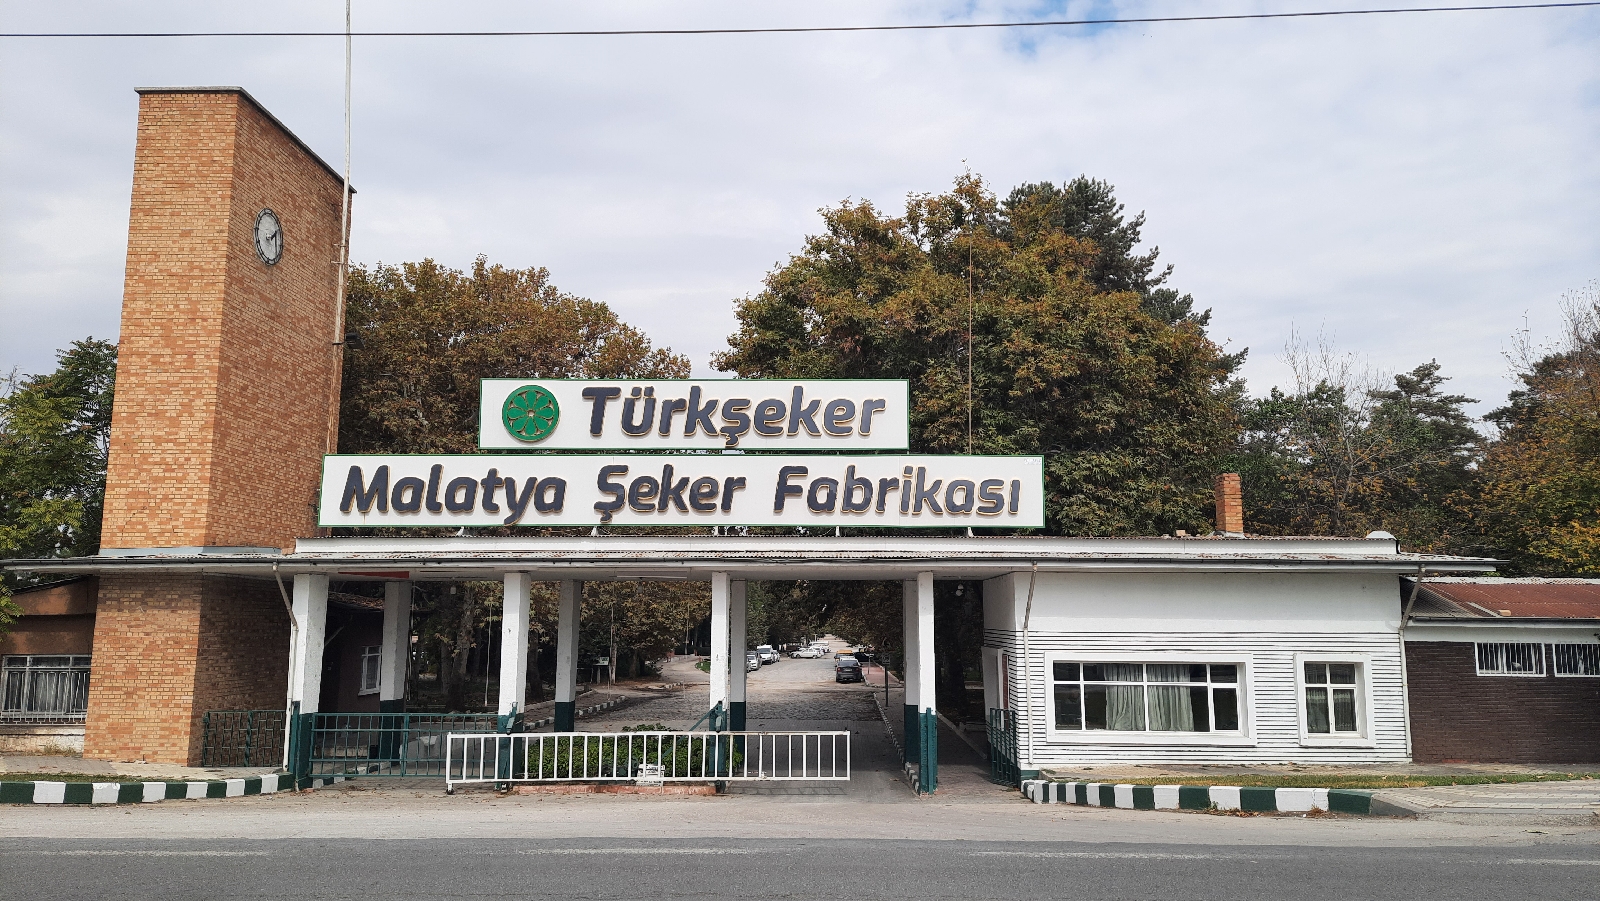 Türkşeker
Malatya Şeker Fabrikası